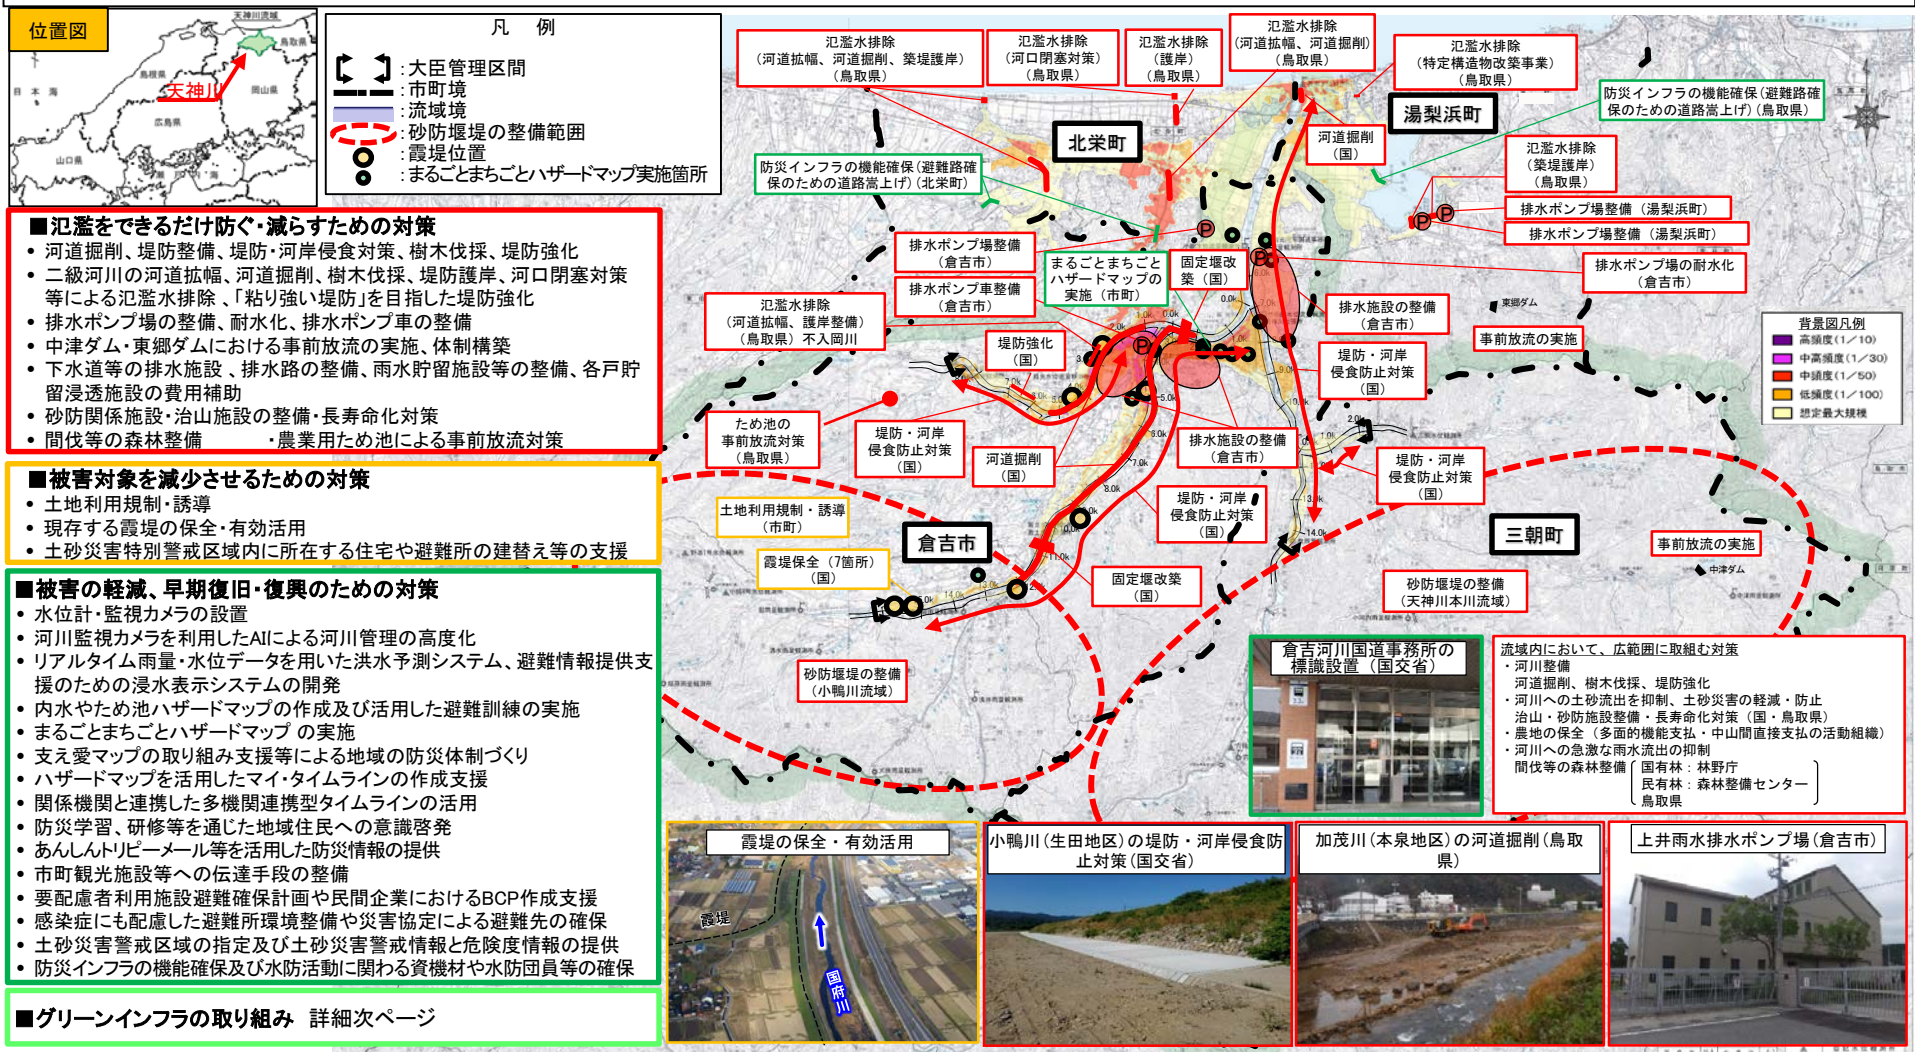 位置図
天神川流域
鳥取県
島根県
岡山県
広島県
山口県
日本海
瀬戸内海
天神川
凡 例
:大臣管理区間
:市町境
:流域境
:砂防堰堤の整備範囲
:霞堤位置
:まるごとまちごとハザードマップ実施箇所
■氾濫をできるだけ防ぐ・減らすための対策
• 河道掘削、堤防整備、堤防・河岸侵食対策、樹木伐採、堤防強化
• 二級河川の河道拡幅、河道掘削、樹木伐採、堤防護岸、河口閉塞対策
等による氾濫水排除、「粘り強い堤防」を目指した堤防強化
• 排水ポンプ場の整備、耐水化、排水ポンプ車の整備
• 中津ダム・東郷ダムにおける事前放流の実施、体制構築
• 下水道等の排水施設、排水路の整備、雨水貯留施設等の整備、各戸貯
留浸透施設の費用補助
• 砂防関係施設・治山施設の整備・長寿命化対策
• 間伐等の森林整備 ・農業用ため池による事前放流対策
■被害対象を減少させるための対策
• 土地利用規制・誘導
• 現存する霞堤の保全・有効活用
• 土砂災害特別警戒区域内に所在する住宅や避難所の建替え等の支援
■被害の軽減、早期復旧・復興のための対策
• 水位計・監視カメラの設置
• 河川監視カメラを利用したAIによる河川管理の高度化
• リアルタイム雨量・水位データを用いた洪水予測システム、避難情報提供支
援のための浸水表示システムの開発
• 内水やため池ハザードマップの作成及び活用した避難訓練の実施
• まるごとまちごとハザードマップ の実施
• 支え愛マップの取り組み支援等による地域の防災体制づくり
• ハザードマップを活用したマイ・タイムラインの作成支援
• 関係機関と連携した多機関連携型タイムラインの活用
• 防災学習、研修等を通じた地域住民への意識啓発
• あんしんトリピーメール等を活用した防災情報の提供
• 市町観光施設等への伝達手段の整備
• 要配慮者利用施設避難確保計画や民間企業におけるBCP作成支援
• 感染症にも配慮した避難所環境整備や災害協定による避難先の確保
• 土砂災害警戒区域の指定及び土砂災害警戒情報と危険度情報の提供
• 防災インフラの機能確保及び水防活動に関わる資機材や水防団員等の確保
■グリーンインフラの取り組み 詳細次ページ
氾濫水排除
(河道拡幅、河道掘削、築堤護岸)
(鳥取県)
氾濫水排除
(河口閉塞対策)
(鳥取県)
氾濫水排除
(護岸)
(鳥取県)
氾濫水排除
(河道拡幅、河道掘削)
(鳥取県)
氾濫水排除
(特定構造物改築事業)
(鳥取県)
防災インフラの機能確保(避難路確
保のための道路嵩上げ)(鳥取県)
北栄町
湯梨浜町
河道掘削
(国)
氾濫水排除
(築堤護岸)
(鳥取県)
防災インフラの機能確保(避難路確
保のための道路嵩上げ)(北栄町)
排水ポンプ場整備(湯梨浜町)
排水ポンプ場整備(湯梨浜町)
排水ポンプ場整備
(倉吉市)
まるごとまちごと
ハザードマップの
実施(市町)
固定堰改
築(国)
排水ポンプ場の耐水化
(倉吉市)
排水ポンプ車整備
(倉吉市)
排水施設の整備
(倉吉市)
東郷ダム
事前放流の実施
氾濫水排除
(河道拡幅、護岸整備)
(鳥取県)不入岡川
堤防強化
(国)
堤防・河岸
侵食防止対策
(国)
背景図凡例
高頻度(1/10)
中高頻度(1/30)
中頻度(1/50)
低頻度(1/100)
想定最大規模
ため池の
事前放流対策
(鳥取県)
堤防・河岸
侵食防止対策
(国)
河道掘削
(国)
排水施設の整備
(倉吉市)
堤防・河岸
侵食防止対策
(国)
堤防・河岸
侵食防止対策
(国)
土地利用規制・誘導
(市町)
倉吉市
三朝町
霞堤保全(7箇所)
(国)
固定堰改築
(国)
事前放流の実施
中津ダム
砂防堰堤の整備
(天神川本川流域)
砂防堰堤の整備
(小鴨川流域)
倉吉河川国道事務所の
標識設置(国交省)
流域内において、広範囲に取組む対策
・河川整備
河道掘削、樹木伐採、堤防強化
・河川への土砂流出を抑制、土砂災害の軽減・防止
治山・砂防施設整備・長寿命化対策(国・鳥取県)
・農地の保全(多面的機能支払・中山間直接支払の活動組織)
・河川への急激な雨水流出の抑制
間伐等の森林整備 国有林:林野庁
民有林:森林整備センター
鳥取県
霞堤の保全・有効活用
霞堤
国府川
小鴨川(生田地区)の堤防・河岸侵食防
止対策(国交省)
加茂川(本泉地区)の河道掘削(鳥取
県)
上井雨水排水ポンプ場(倉吉市)